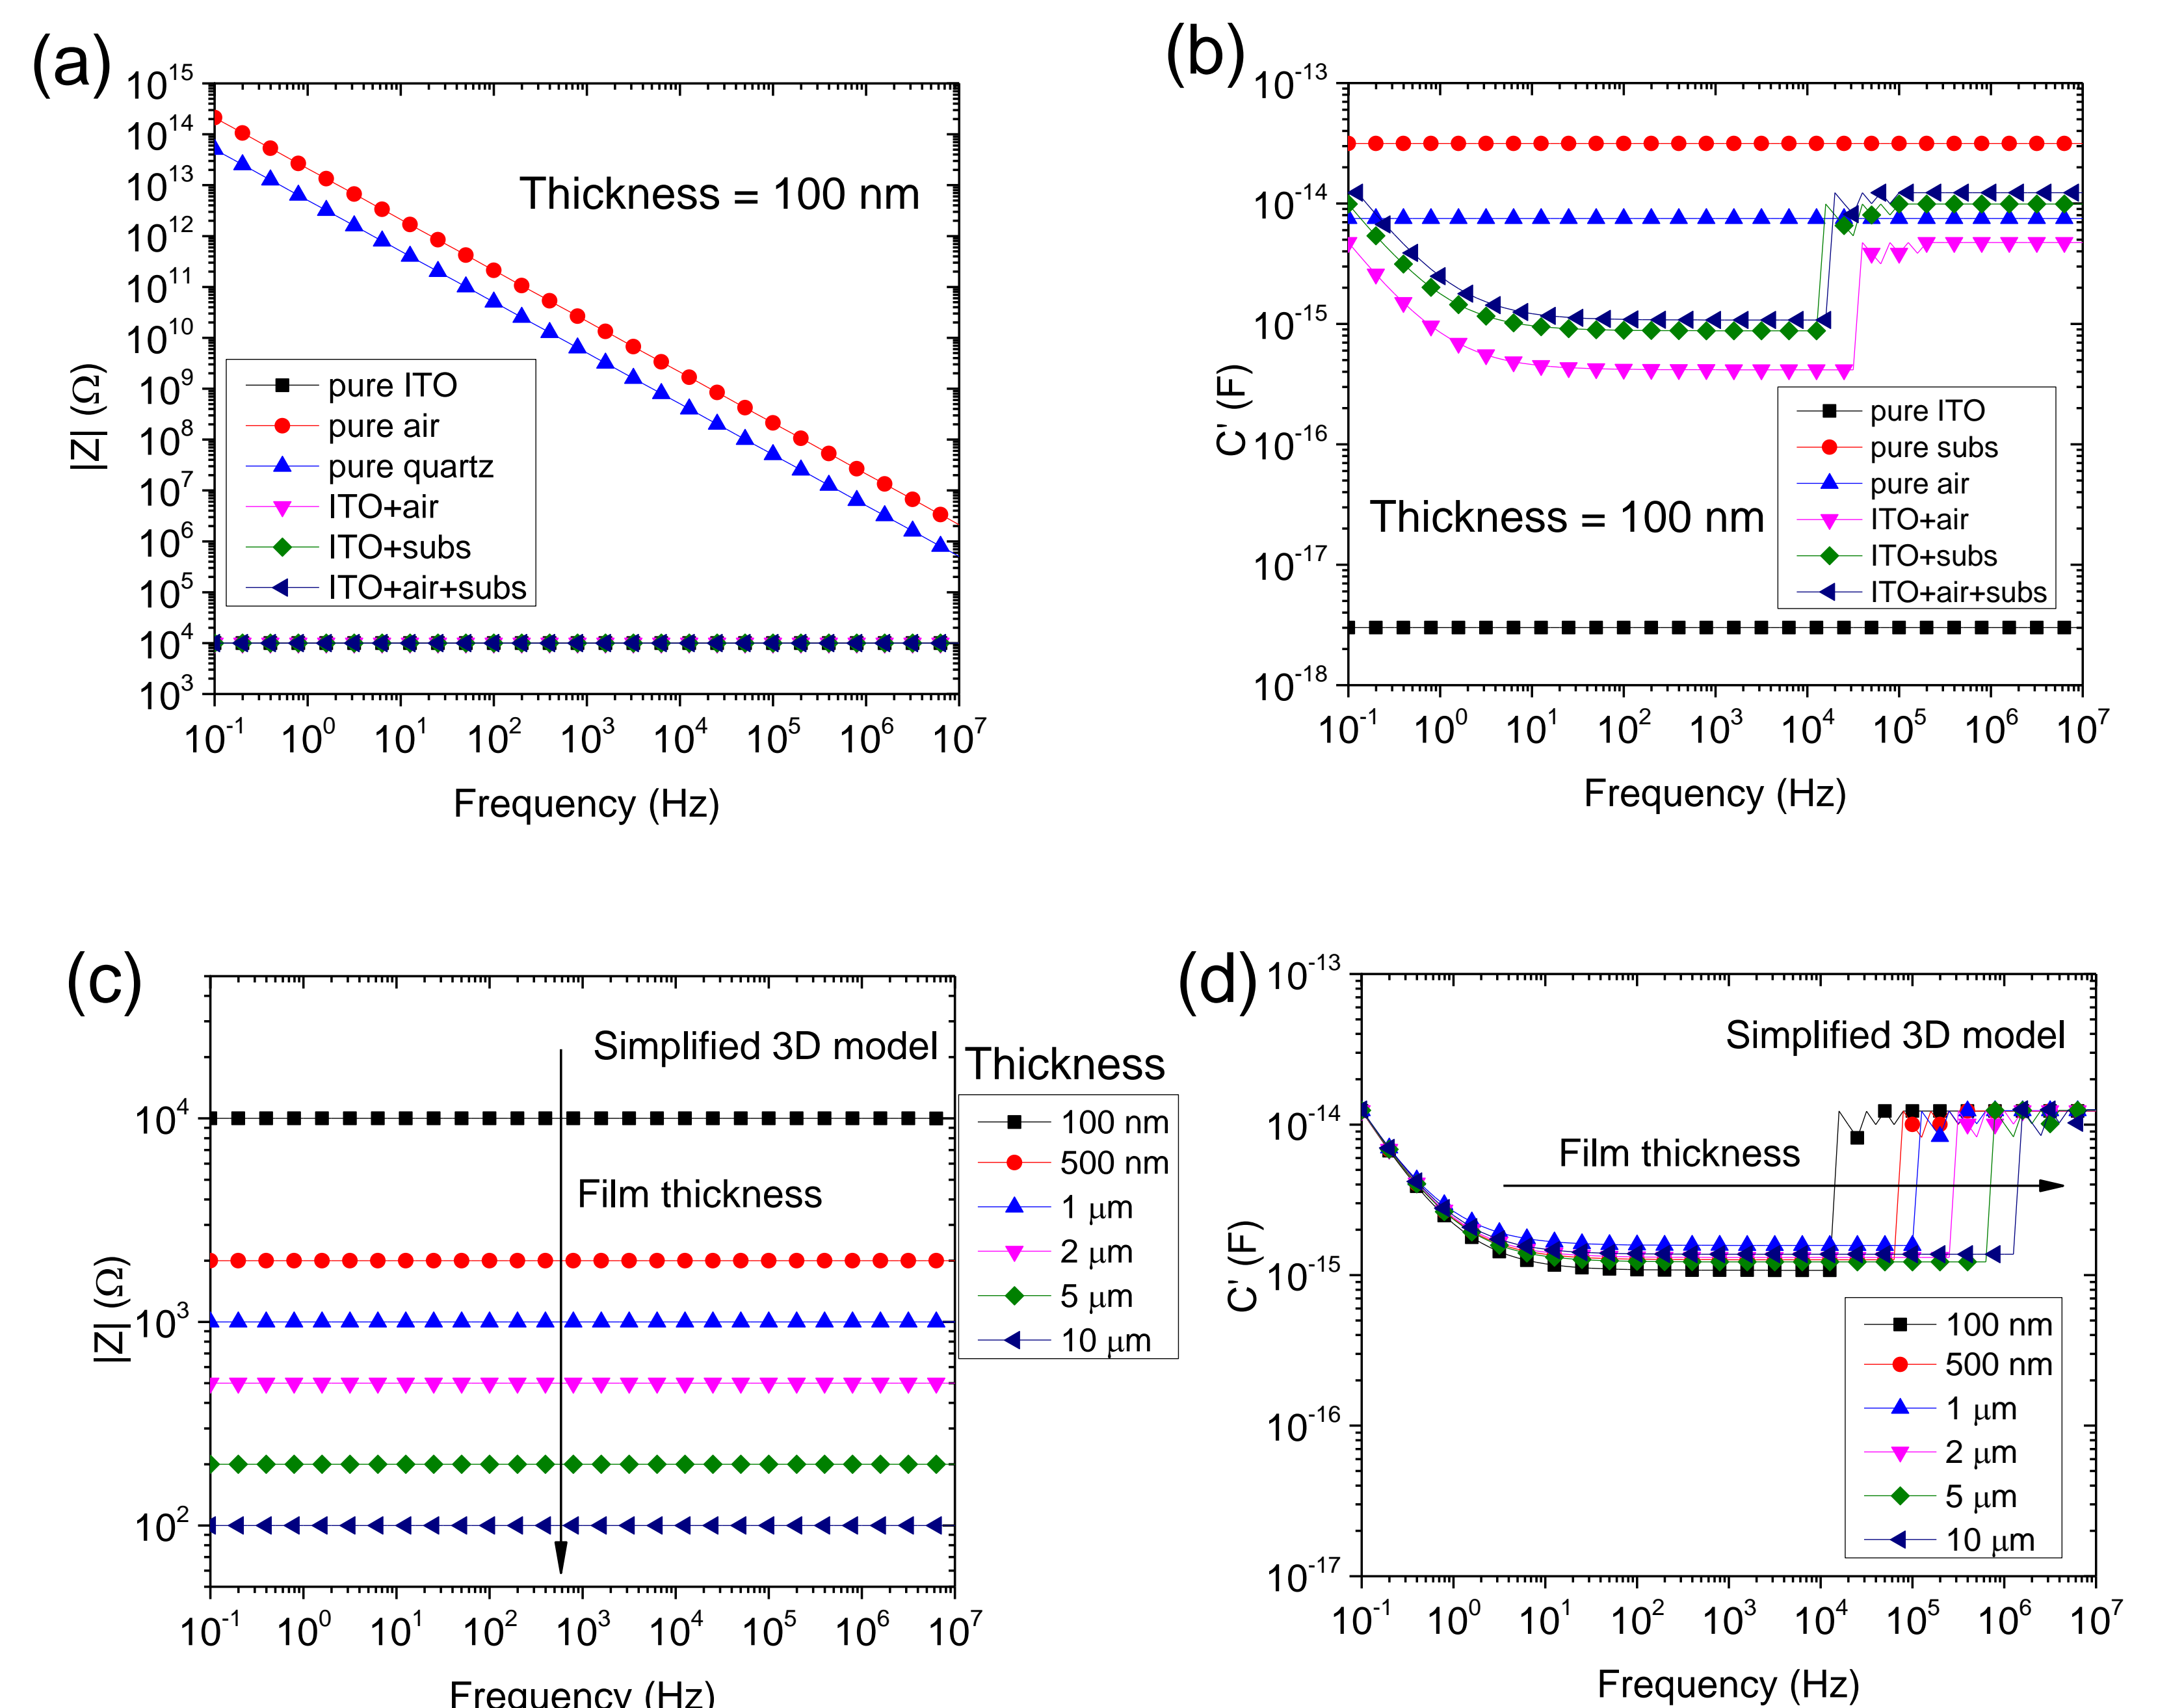 (a)
10^15
10^14
10^13
10^12
10^11
10^10
10^9
10^8
10^7
10^6
10^5
10^4
10^3
|Z| (Ω)
Thickness = 100 nm
pure ITO
pure air
pure quartz
ITO+air
ITO+subs
ITO+air+subs
10^-1 10^0 10^1 10^2 10^3 10^4 10^5 10^6 10^7
Frequency (Hz)
(b)
10^-13
10^-14
10^-15
10^-16
10^-17
10^-18
C' (F)
Thickness = 100 nm
pure ITO
pure subs
pure air
ITO+air
ITO+subs
ITO+air+subs
10^-1 10^0 10^1 10^2 10^3 10^4 10^5 10^6 10^7
Frequency (Hz)
(c)
10^4
10^3
10^2
|Z| (Ω)
Simplified 3D model
Film thickness
Thickness
100 nm
500 nm
1 μm
2 μm
5 μm
10 μm
10^-1 10^0 10^1 10^2 10^3 10^4 10^5 10^6 10^7
Frequency (Hz)
(d)
10^-13
10^-14
10^-15
10^-16
10^-17
C' (F)
Simplified 3D model
Film thickness
100 nm
500 nm
1 μm
2 μm
5 μm
10 μm
10^-1 10^0 10^1 10^2 10^3 10^4 10^5 10^6 10^7
Frequency (Hz)